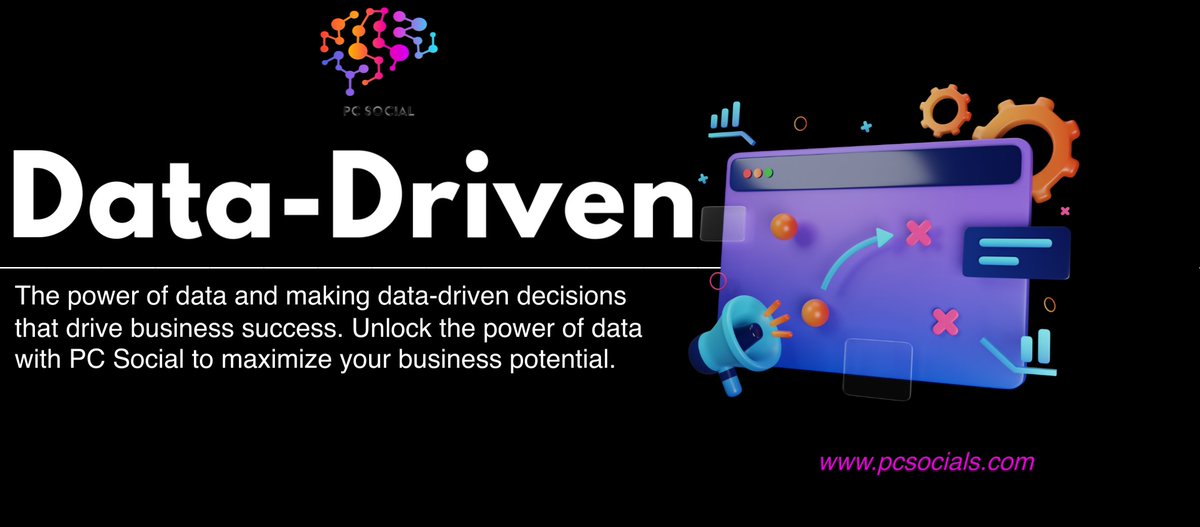 PC SOCIAL
Data-Driven
The power of data and making data-driven decisions
that drive business success. Unlock the power of data
with PC Social to maximize your business potential.
www.pcsocials.com